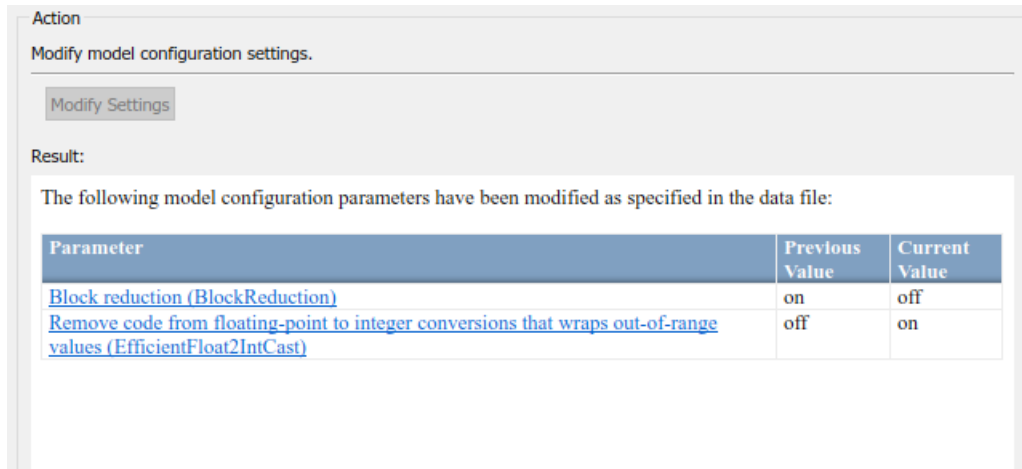 Action
Modify model configuration settings.
Modify Settings
Result:
The following model configuration parameters have been modified as specified in the data file:
Parameter Previous Value Current Value
Block reduction (BlockReduction) on off
Remove code from floating-point to integer conversions that wraps out-of-range off on
values (EfficientFloat2IntCast)